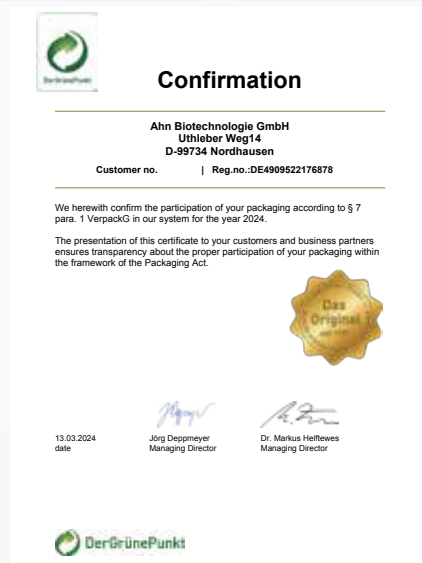 DerGrünePunkt
Confirmation
Ahn Biotechnologie GmbH
Uthleber Weg14
D-99734 Nordhausen
Customer no. | Reg.no.:DE4909522176878
We herewith confirm the participation of your packaging according to § 7
para. 1 VerpackG in our system for the year 2024.
The presentation of this certificate to your customers and business partners
ensures transparency about the proper participation of your packaging within
the framework of the Packaging Act.
Das
Original
13.03.2024
date
Jörg Deppmeyer
Managing Director
Dr. Markus Helftewes
Managing Director
DerGrünePunkt